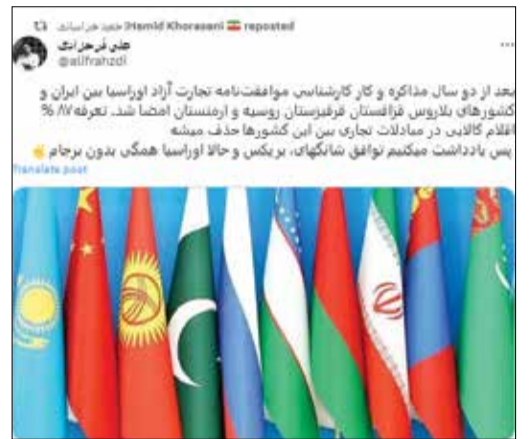 حمید خراسانی Hamid Khorasani reposted
علی فرحزادی
@alifrahzdi
بعد از دو سال مذاکره و کار کارشناسی موافقت‌نامه تجارت آزاد اوراسیا بین ایران و
کشورهای بلاروس قزاقستان قرقیزستان روسیه و ارمنستان امضا شد. تعرفه ۸۷ %
اقلام کالایی در مبادلات تجاری بین این کشورها حذف میشه
پس یادداشت میکنیم توافق شانگهای، بریکس و حالا اوراسیا همگی بدون برجام
Translate post